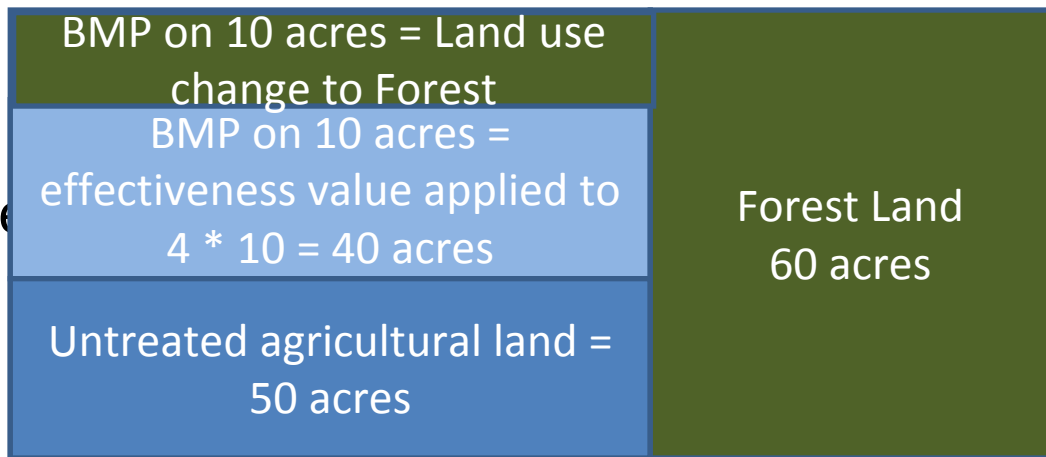 BMP on 10 acres = Land use
change to Forest
BMP on 10 acres =
effectiveness value applied to
4 * 10 = 40 acres
Untreated agricultural land =
50 acres
Forest Land
60 acres